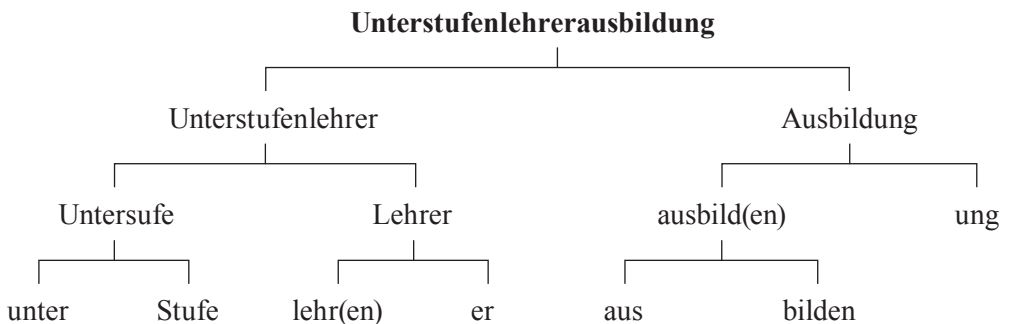 Unterstufenlehrerausbildung
Unterstufenlehrer Ausbildung
Untersufe Lehrer ausbild(en) ung
unter Stufe lehr(en) er aus bilden